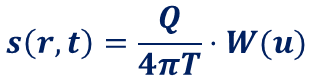 s(r, t) = Q / 4πT · W(u)